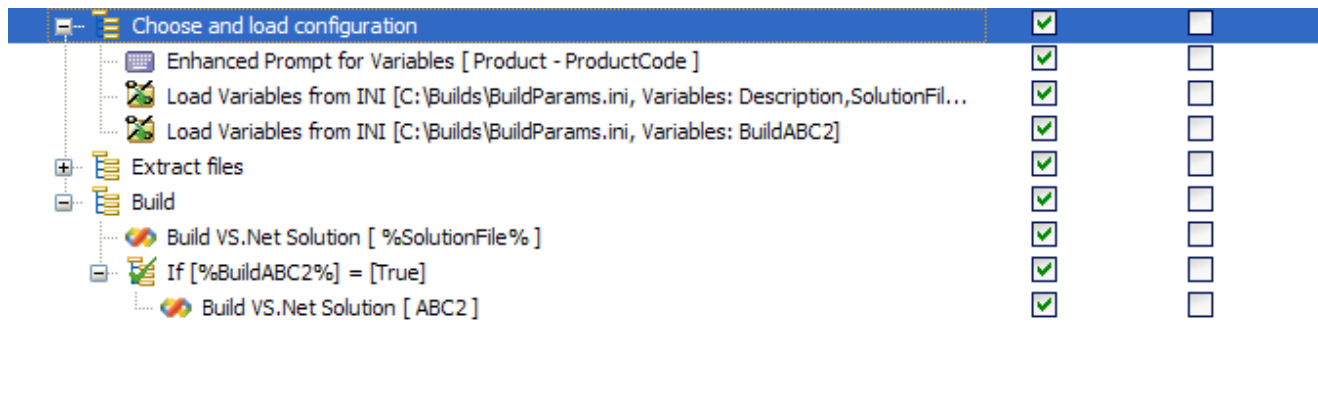 Choose and load configuration
Enhanced Prompt for Variables [ Product - ProductCode ]
Load Variables from INI [C:\Builds\BuildParams.ini, Variables: Description,SolutionFil...
Load Variables from INI [C:\Builds\BuildParams.ini, Variables: BuildABC2]
Extract files
Build
Build VS.Net Solution [ %SolutionFile% ]
If [%BuildABC2%] = [True]
Build VS.Net Solution [ ABC2 ]